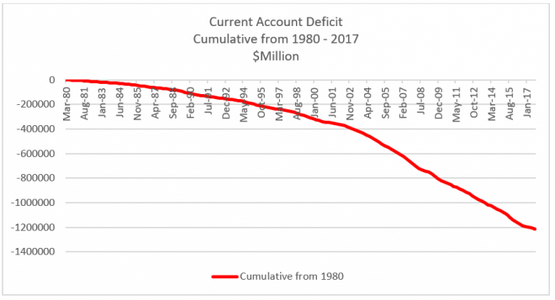 Current Account Deficit
Cumulative from 1980 - 2017
$Million
0
-200000
-400000
-600000
-800000
-1000000
-1200000
-1400000
Mar-80
Aug-81
Jan-83
Jun-84
Nov-85
Apr-87
Sep-88
Feb-90
Jul-91
Dec-92
May-94
Oct-95
Mar-97
Aug-98
Jan-00
Jun-01
Nov-02
Apr-04
Sep-05
Feb-07
Jul-08
Dec-09
May-11
Oct-12
Mar-14
Aug-15
Jan-17
Cumulative from 1980